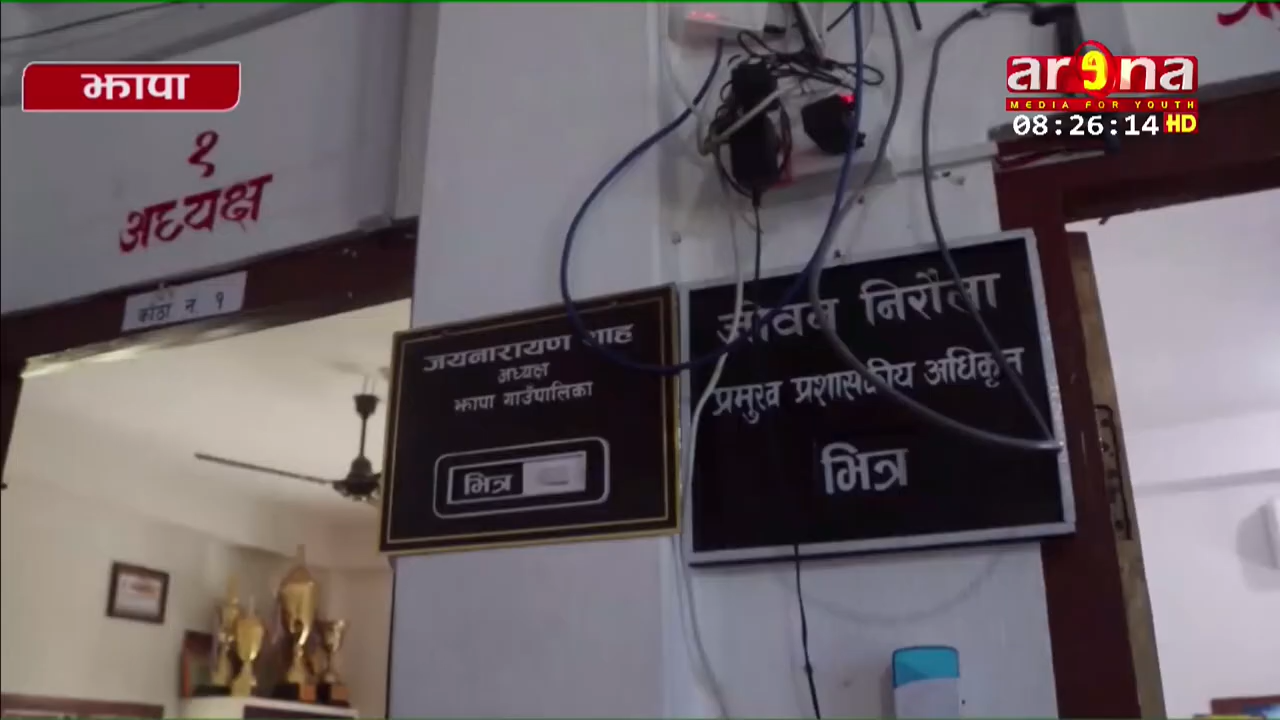 झापा
arena
MEDIA FOR YOUTH
08:26:14 HD
१
अध्यक्ष
कोठा न. १
जयनारायण शाह
अध्यक्ष
झापा गाउँपालिका
भित्र
जीवन निरौला
प्रमुख प्रशासकीय अधिकृत
भित्र